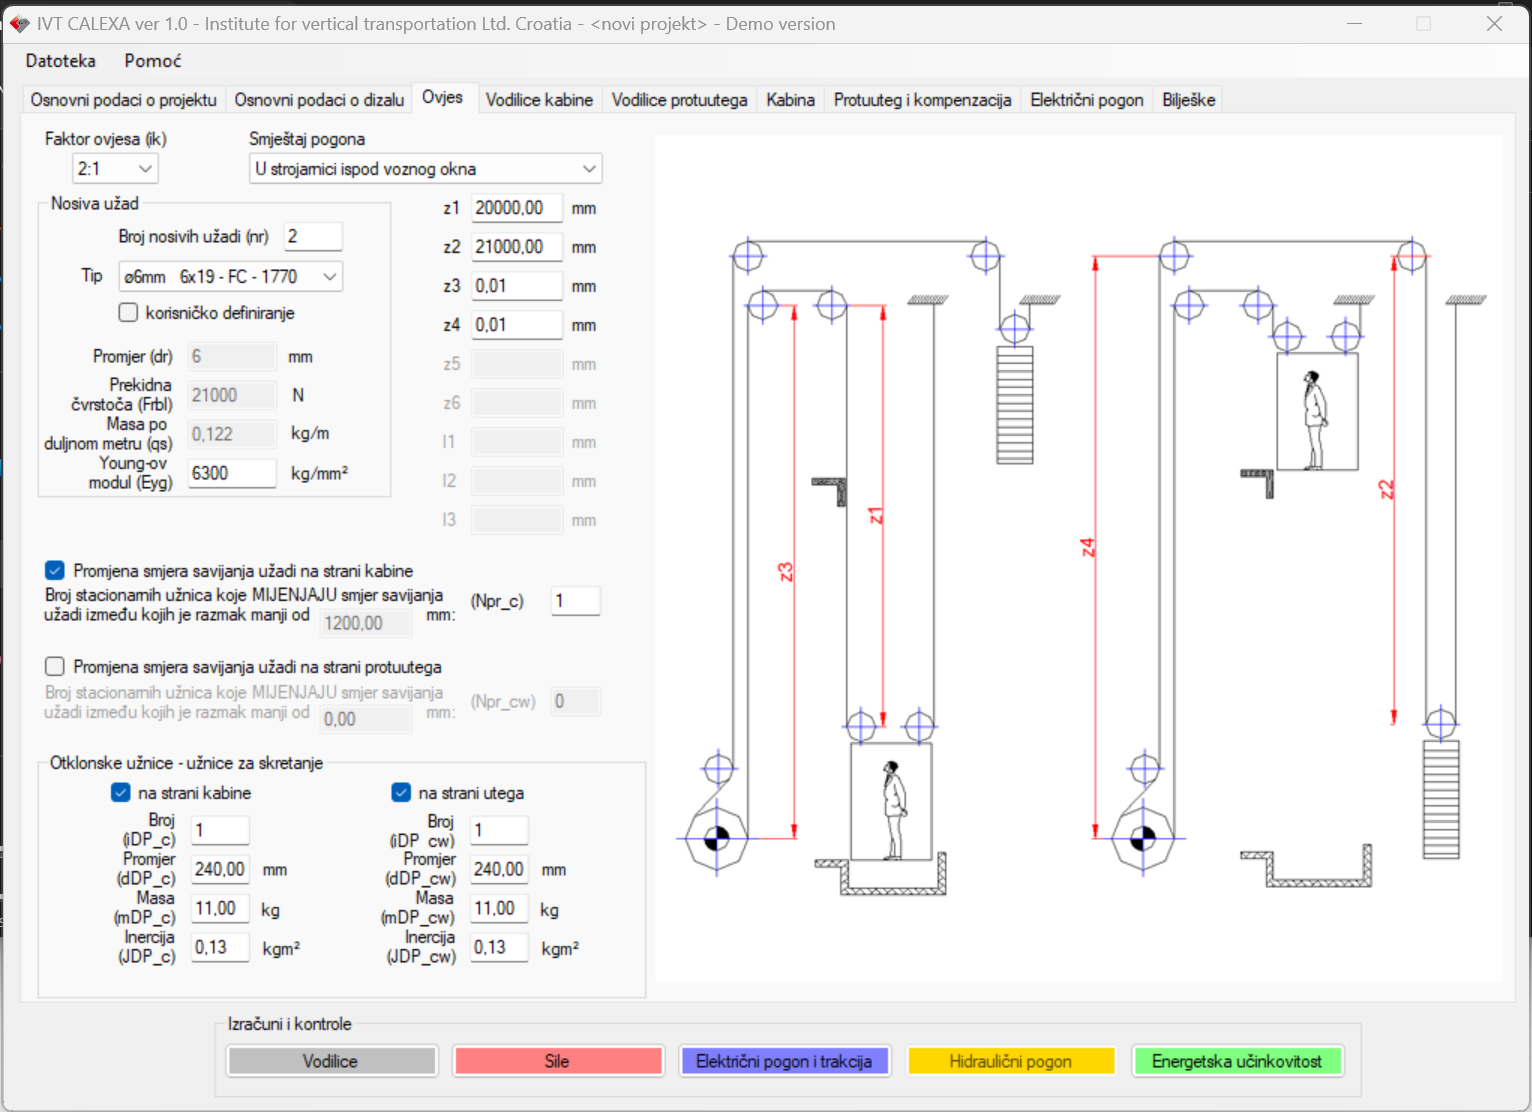 IVT CALEXA ver 1.0 - Institute for vertical transportation Ltd. Croatia - <novi projekt> - Demo version
Datoteka Pomoć
Osnovni podaci o projektu Osnovni podaci o dizalu Ovjes Vodilice kabine Vodilice protuutega Kabina Protuuteg i kompenzacija Električni pogon Bilješke
Faktor ovjesa (ik) Smještaj pogona
2:1 U strojarnici ispod voznog okna
Nosiva užad
Broj nosivih užadi (nr) 2
Tip ø6mm 6x19 - FC - 1770
korisničko definiranje
Promjer (dr) 6 mm
Prekidna
čvrstoča (Frbl) 21000 N
Masa po
duljnom metru (qs) 0,122 kg/m
Young-ov
modul (Eyg) 6300 kg/mm²
z1 20000,00 mm
z2 21000,00 mm
z3 0,01 mm
z4 0,01 mm
z5 mm
z6 mm
l1 mm
l2 mm
l3 mm
Promjena smjera savijanja užadi na strani kabine
Broj stacionarnih užnica koje MIJENJAJU smjer savijanja
užadi između kojih je razmak manji od 1200,00 mm: (Npr_c) 1
Promjena smjera savijanja užadi na strani protuutega
Broj stacionarnih užnica koje MIJENJAJU smjer savijanja
užadi između kojih je razmak manji od 0,00 mm: (Npr_cw) 0
Otklonske užnice - užnice za skretanje
na strani kabine
Broj
(iDP_c) 1
Promjer
(dDP_c) 240,00 mm
Masa
(mDP_c) 11,00 kg
Inercija
(JDP_c) 0,13 kgm²
na strani utega
Broj
(iDP cw) 1
Promjer
(dDP_cw) 240,00 mm
Masa
(mDP_cw) 11,00 kg
Inercija
(JDP_cw) 0,13 kgm²
z3
z1
z4
z2
Izračuni i kontrole
Vodilice Sile Električni pogon i trakcija Hidraulični pogon Energetska učinkovitost